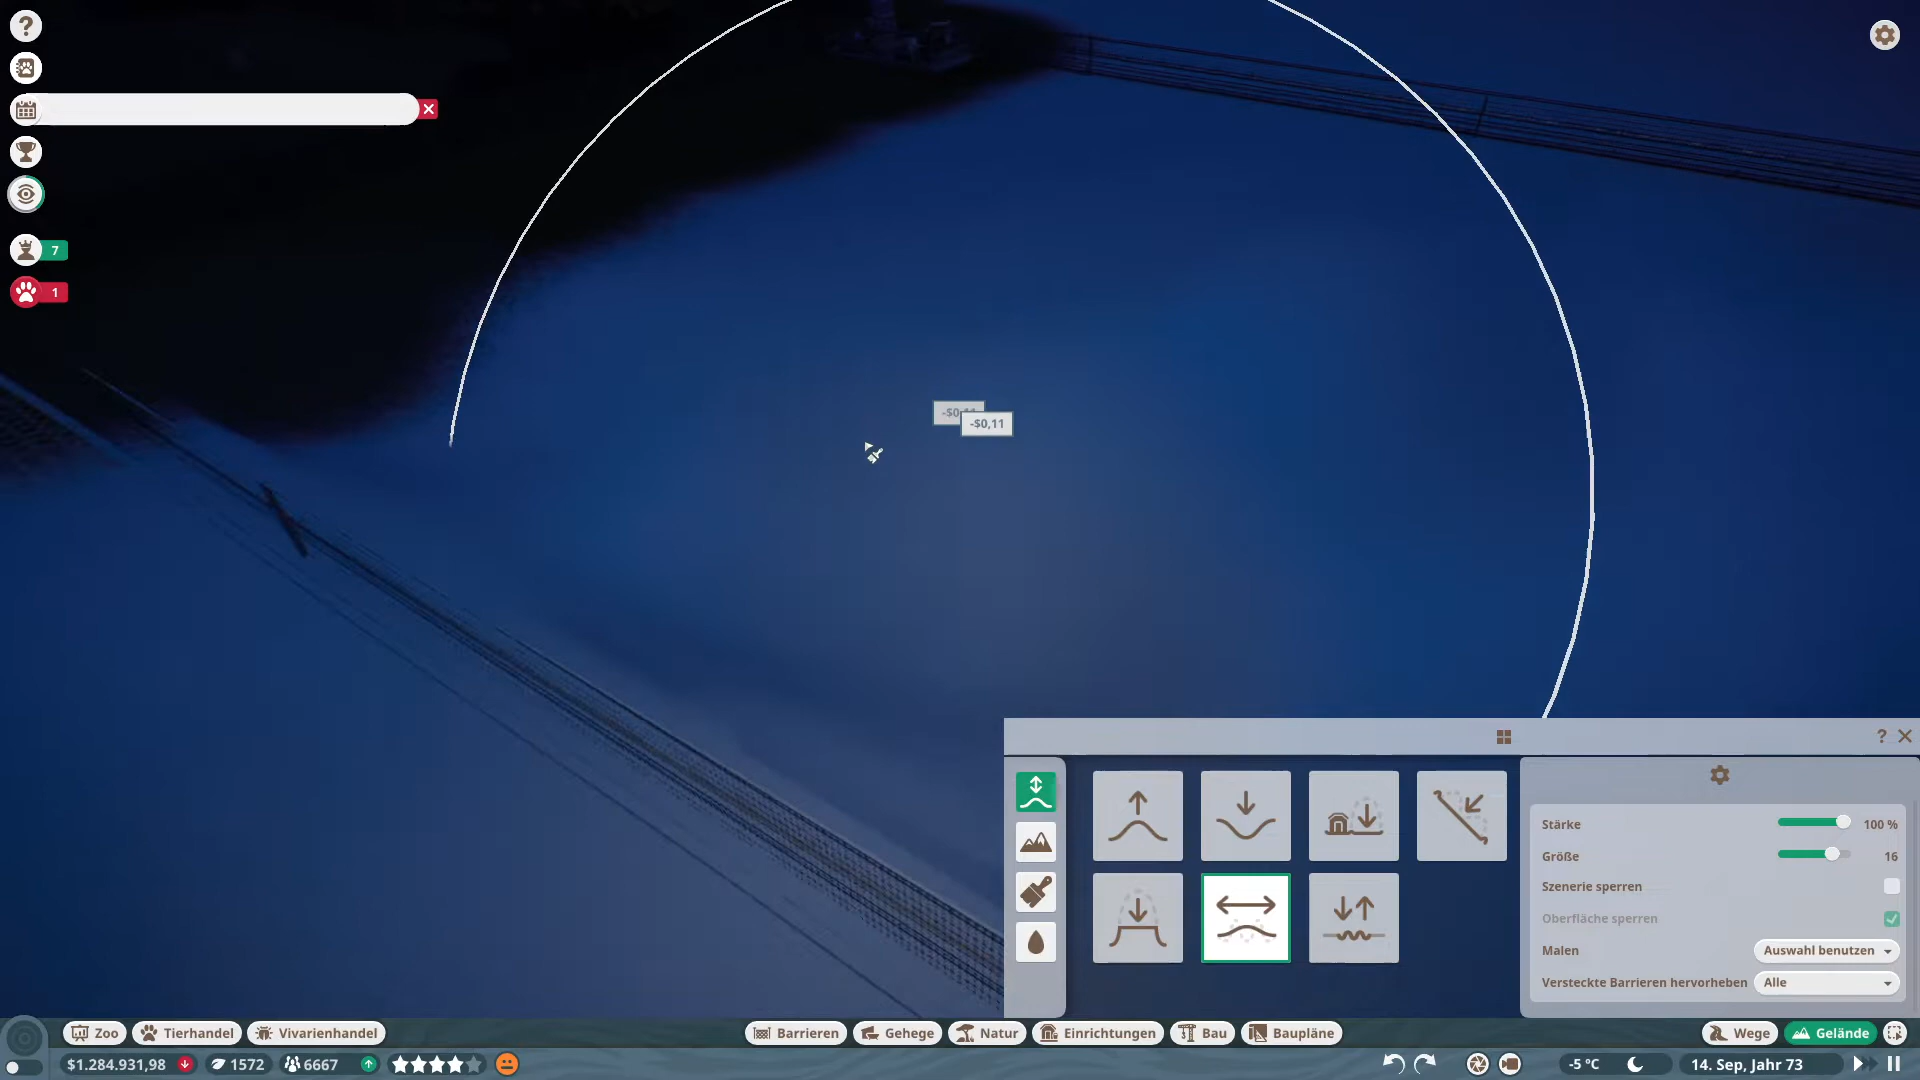 7
1
-$0,11
Stärke 100 %
Größe 16
Szenerie sperren
Oberfläche sperren
Malen Auswahl benutzen
Versteckte Barrieren hervorheben Alle
Zoo Tierhandel Vivarienhandel Barrieren Gehege Natur Einrichtungen Bau Baupläne Wege Gelände
$1.284.931,98 1572 6667 -5 °C 14. Sep, Jahr 73